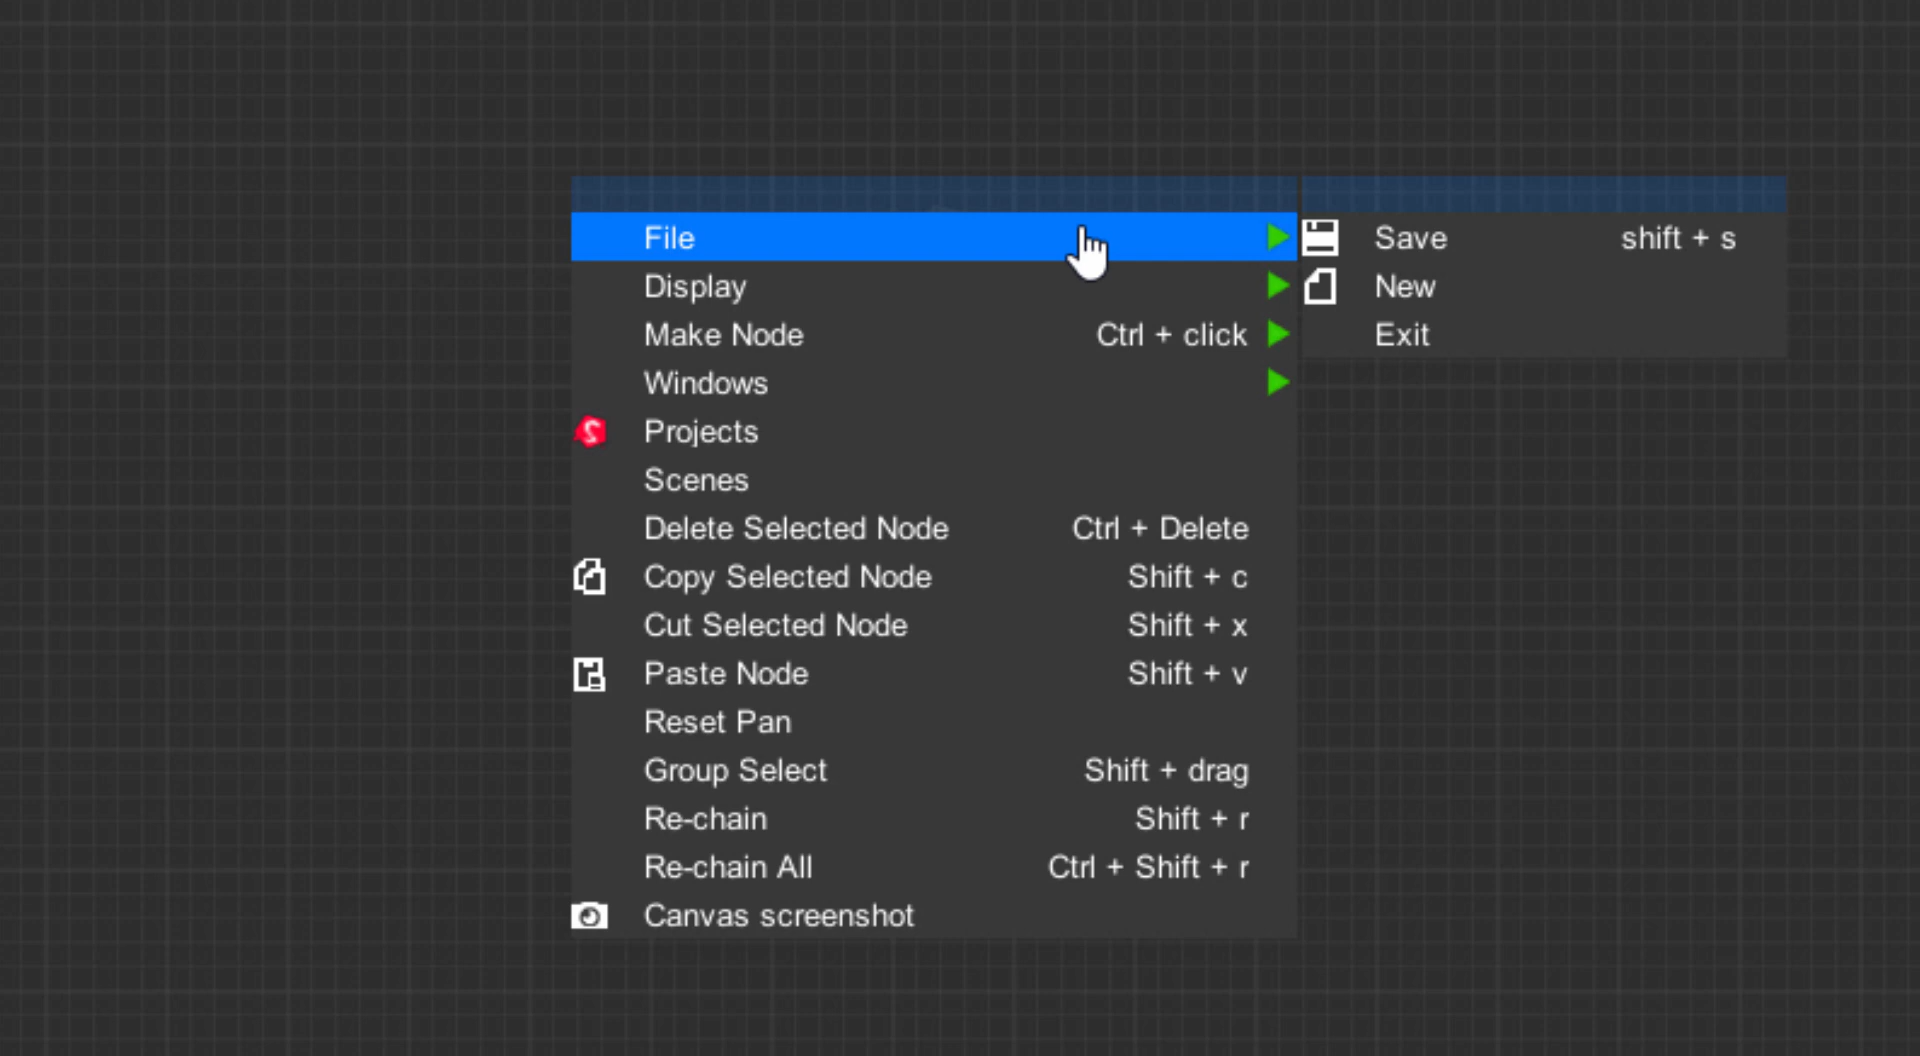 File
Display
Make Node Ctrl + click
Windows
Projects
Scenes
Delete Selected Node Ctrl + Delete
Copy Selected Node Shift + c
Cut Selected Node Shift + x
Paste Node Shift + v
Reset Pan
Group Select Shift + drag
Re-chain Shift + r
Re-chain All Ctrl + Shift + r
Canvas screenshot
Save shift + s
New
Exit